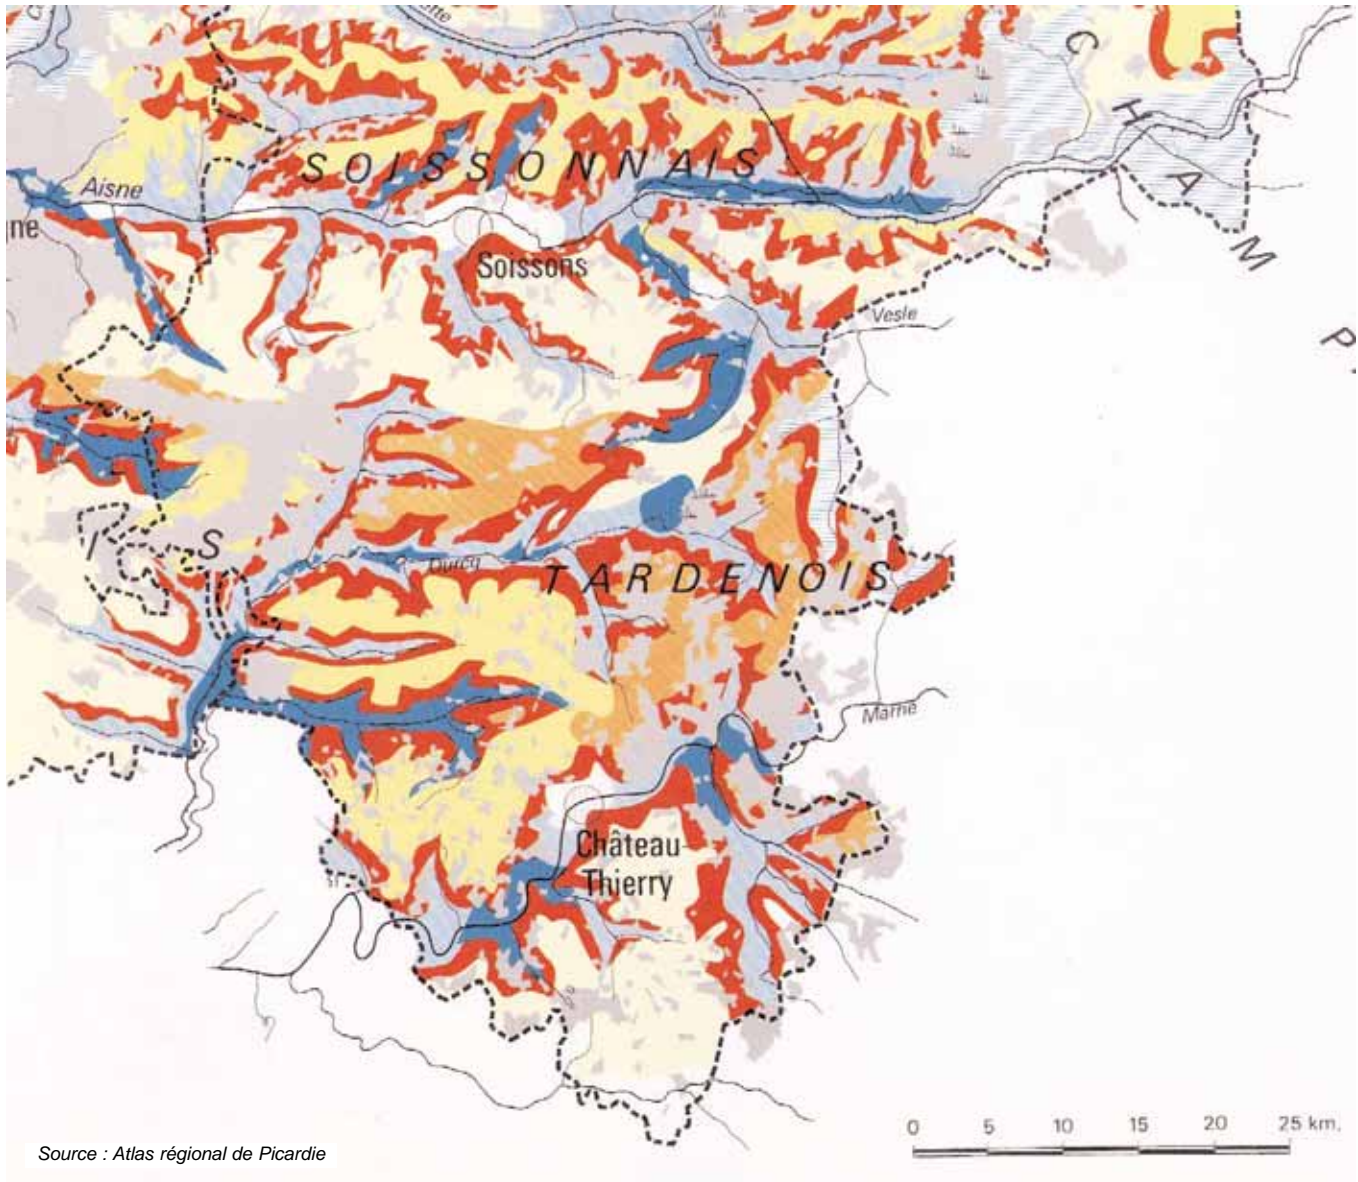 C
H
A
M
P
SOISSONNAIS
Aisne
ne
Soissons
Vesle
I S
Ourcq
TARDENOIS
Marne
Château-
Thierry
0 5 10 15 20 25 km.
Source : Atlas régional de Picardie